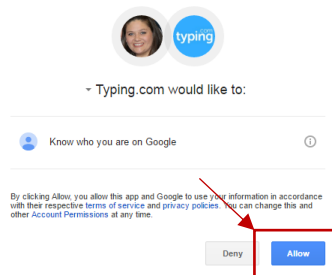 typing
.com
Typing.com would like to:
Know who you are on Google
By clicking Allow, you allow this app and Google to use your information in accordance
with their respective terms of service and privacy policies. You can change this and
other Account Permissions at any time.
Deny
Allow